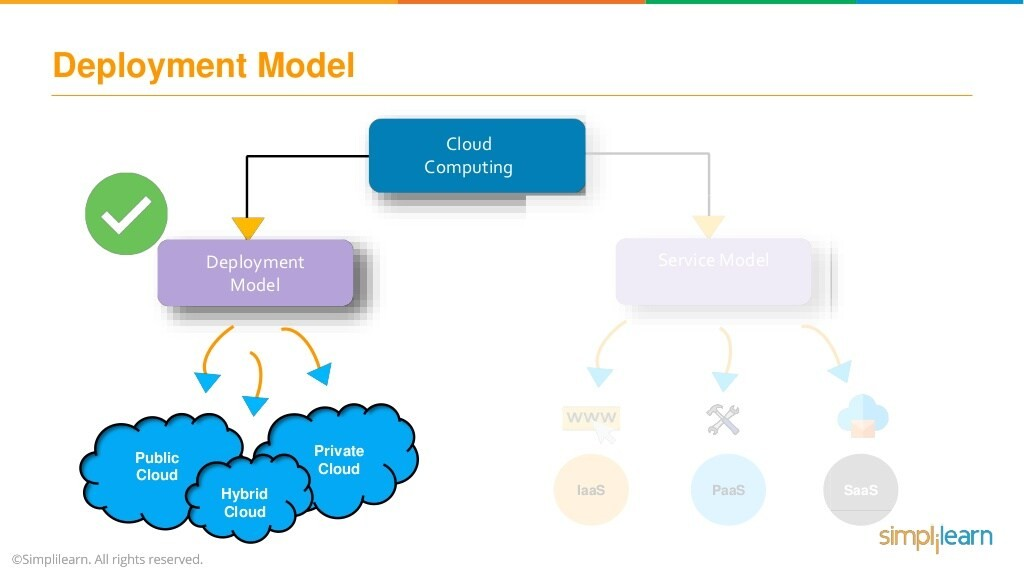 Deployment Model
Cloud
Computing
Deployment
Model
Service Model
Public
Cloud
Private
Cloud
Hybrid
Cloud
WWW
IaaS
PaaS
SaaS
simplilearn
©Simplilearn. All rights reserved.